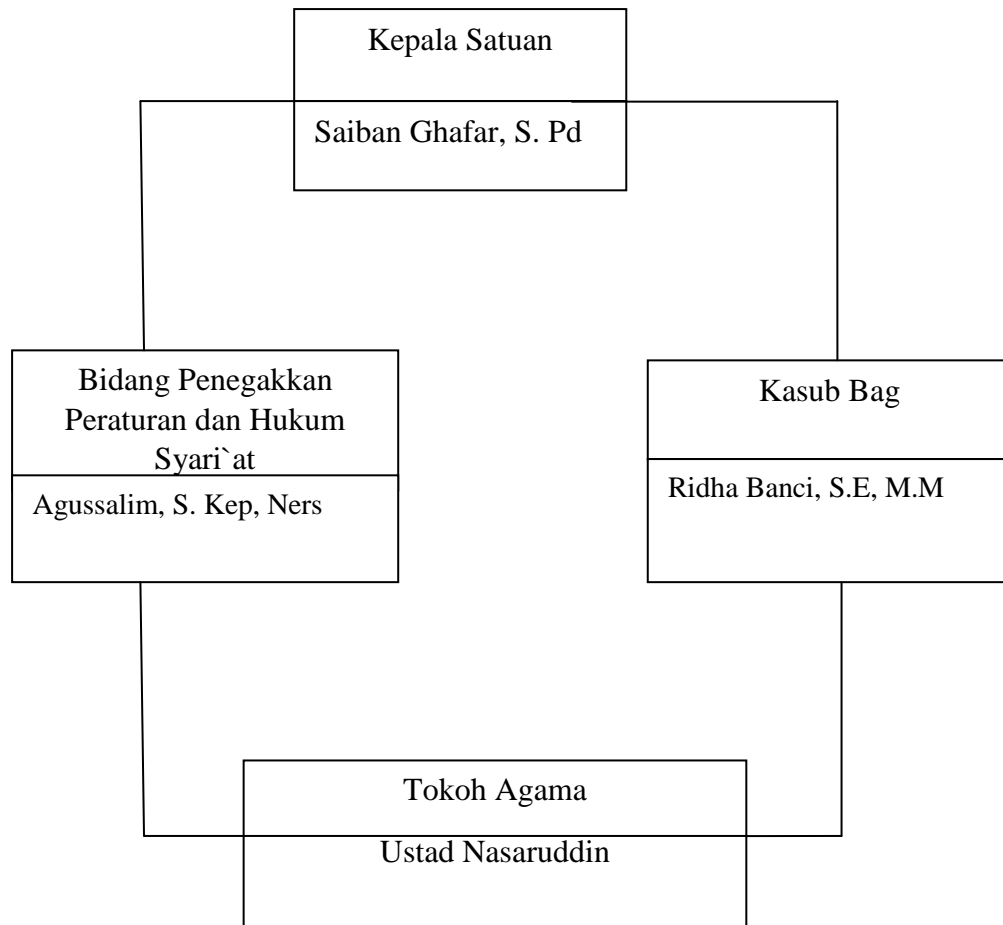 Kepala Satuan
Saiban Ghafar, S. Pd
Bidang Penegakkan
Peraturan dan Hukum
Syari`at
Agussalim, S. Kep, Ners
Kasub Bag
Ridha Banci, S.E, M.M
Tokoh Agama
Ustad Nasaruddin